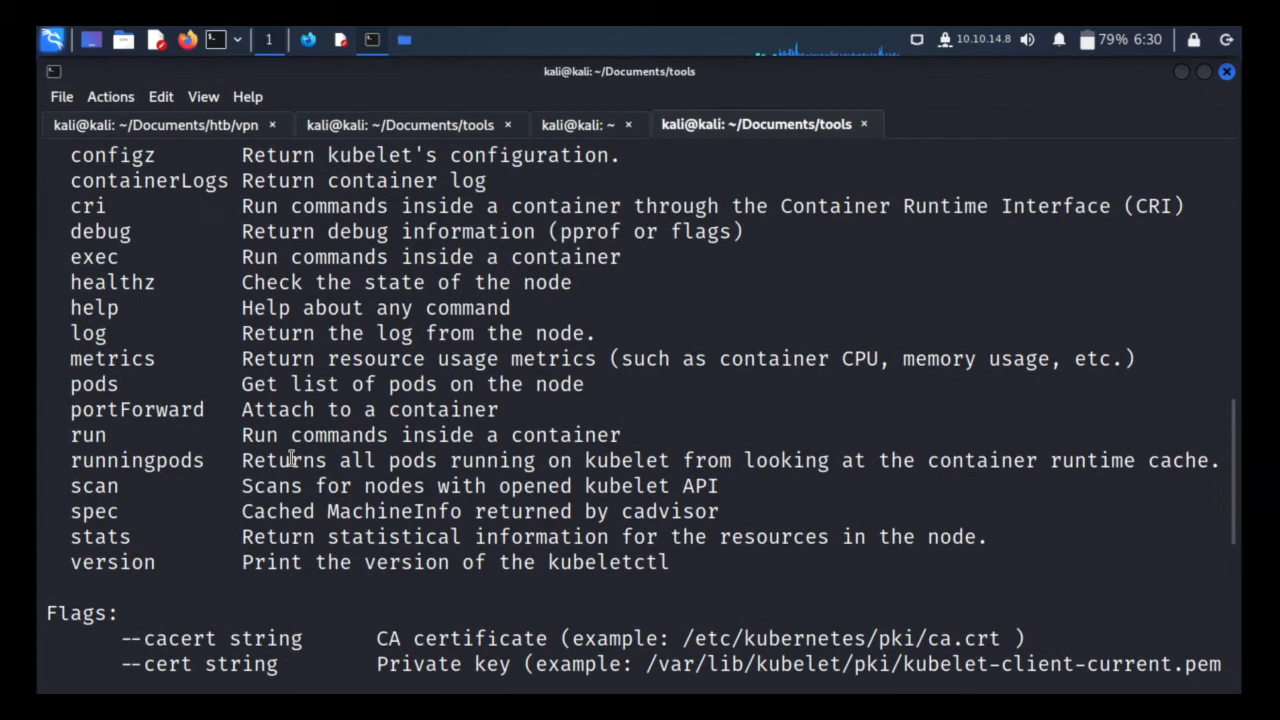 1
10.10.14.8
79% 6:30
kali@kali: ~/Documents/tools
File Actions Edit View Help
kali@kali: ~/Documents/htb/vpn × kali@kali: ~/Documents/tools × kali@kali: ~ × kali@kali: ~/Documents/tools ×
configz Return kubelet's configuration.
containerLogs Return container log
cri Run commands inside a container through the Container Runtime Interface (CRI)
debug Return debug information (pprof or flags)
exec Run commands inside a container
healthz Check the state of the node
help Help about any command
log Return the log from the node.
metrics Return resource usage metrics (such as container CPU, memory usage, etc.)
pods Get list of pods on the node
portForward Attach to a container
run Run commands inside a container
runningpods Returns all pods running on kubelet from looking at the container runtime cache.
scan Scans for nodes with opened kubelet API
spec Cached MachineInfo returned by cadvisor
stats Return statistical information for the resources in the node.
version Print the version of the kubeletctl
Flags:
--cacert string CA certificate (example: /etc/kubernetes/pki/ca.crt )
--cert string Private key (example: /var/lib/kubelet/pki/kubelet-client-current.pem